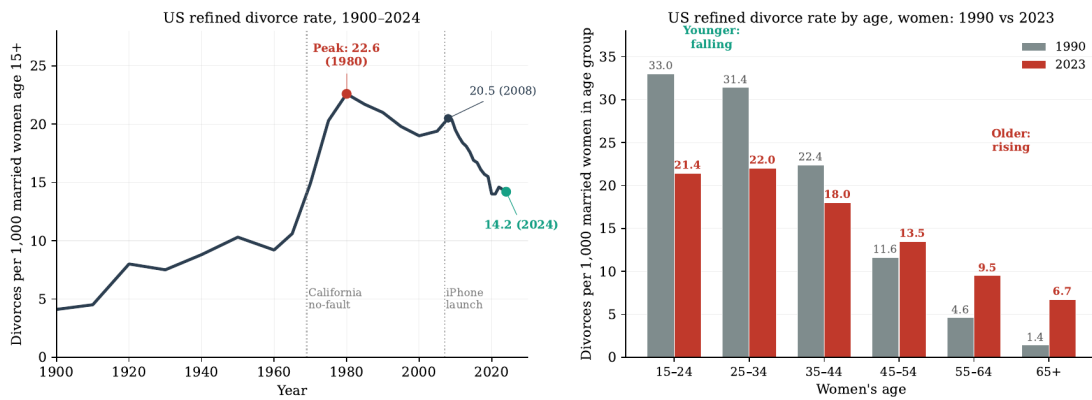 US refined divorce rate, 1900–2024
Divorces per 1,000 married women age 15+
25
20
15
10
5
0
Peak: 22.6
(1980)
20.5 (2008)
14.2 (2024)
California
no-fault
iPhone
launch
1900
1920
1940
1960
1980
2000
2020
Year
US refined divorce rate by age, women: 1990 vs 2023
Divorces per 1,000 married women in age group
35
30
25
20
15
10
5
0
Younger:
falling
1990
2023
Older:
rising
33.0
21.4
31.4
22.0
22.4
18.0
11.6
13.5
4.6
9.5
1.4
6.7
15–24
25–34
35–44
45–54
55–64
65+
Women's age